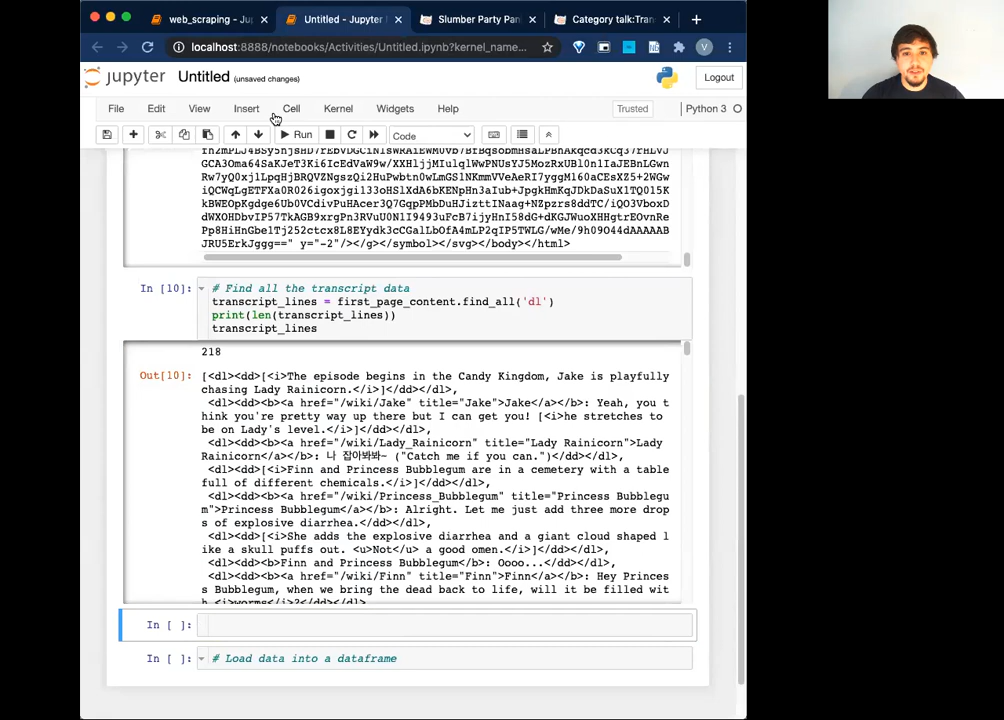 web_scraping - Ju
Untitled - Jupyter
Slumber Party Pan
Category talk:Tran
localhost:8888/notebooks/Activities/Untitled.ipynb?kernel_name...
V
jupyter Untitled (unsaved changes)
Logout
File Edit View Insert Cell Kernel Widgets Help
Trusted
Python 3
Run
Code
GCA3Oma64SaKJeT3Ki6IcEdVaW9w/XXHljjMIulqlWwPNUsYJ5MozRxUBl0n1IaJEBnLGwn
JRU5ErkJggg==" y="-2"/></g></symbol></svg></body></html>
In [10]:
# Find all the transcript data
transcript_lines = first_page_content.find_all('dl')
print(len(transcript_lines))
transcript_lines
218
Out[10]:
[<dl><dd>[<i>The episode begins in the Candy Kingdom, Jake is playfully
chasing Lady Rainicorn.</i>]</dd></dl>,
<dl><dd><b><a href="/wiki/Jake" title="Jake">Jake</a></b>: Yeah, you t
hink you're pretty way up there but I can get you! [<i>he stretches to
be on Lady's level.</i>]</dd></dl>,
<dl><dd><b><a href="/wiki/Lady_Rainicorn" title="Lady Rainicorn">Lady
Rainicorn</a></b>: 나 잡아봐봐~ ("Catch me if you can.")</dd></dl>,
<dl><dd>[<i>Finn and Princess Bubblegum are in a cemetery with a table
full of different chemicals.</i>]</dd></dl>,
<dl><dd><b><a href="/wiki/Princess_Bubblegum" title="Princess Bubblegu
m">Princess Bubblegum</a></b>: Alright. Let me just add three more drop
s of explosive diarrhea.</dd></dl>,
<dl><dd>[<i>She adds the explosive diarrhea and a giant cloud shaped l
ike a skull puffs out. <u>Not</u> a good omen.</i>]</dd></dl>,
<dl><dd><b>Finn and Princess Bubblegum</b>: Oooo...</dd></dl>,
<dl><dd><b><a href="/wiki/Finn" title="Finn">Finn</a></b>: Hey Princes
s Bubblegum, when we bring the dead back to life, will it be filled wit
h <i>worms</i>?</dd></dl>,
In [ ]:
In [ ]:
# Load data into a dataframe